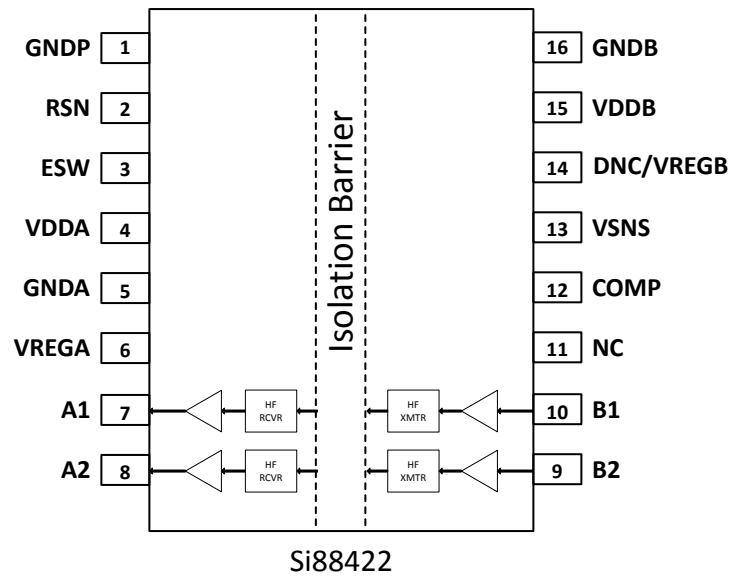 GNDP 1
16 GNDB
RSN 2
15 VDDB
ESW 3
14 DNC/VREGB
VDDA 4
13 VSNS
GNDA 5
12 COMP
VREGA 6
11 NC
Isolation Barrier
A1 7
HF
RCVR
HF
XMTR
10 B1
A2 8
HF
RCVR
HF
XMTR
9 B2
Si88422